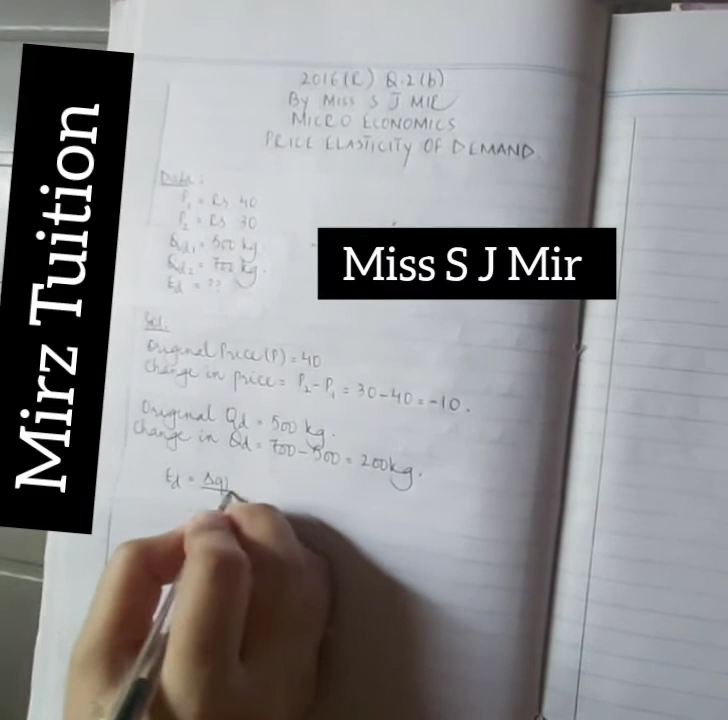 2016(R) Q.2(b)
By MISS S J MIR
MICRO ECONOMICS
PRICE ELASTICITY OF DEMAND.
Data:
P₁ = Rs 40
P₂ = Rs 30
Qd₁ = 500 kg
Qd₂ = 700 kg.
Ed = ??
Miss S J Mir
Mirz Tuition
Sol:
Original Price (P) = 40
Change in price = P₂ - P₁ = 30 - 40 = -10.
Original Qd = 500 kg.
Change in Qd = 700 - 500 = 200kg.
Ed = Δq